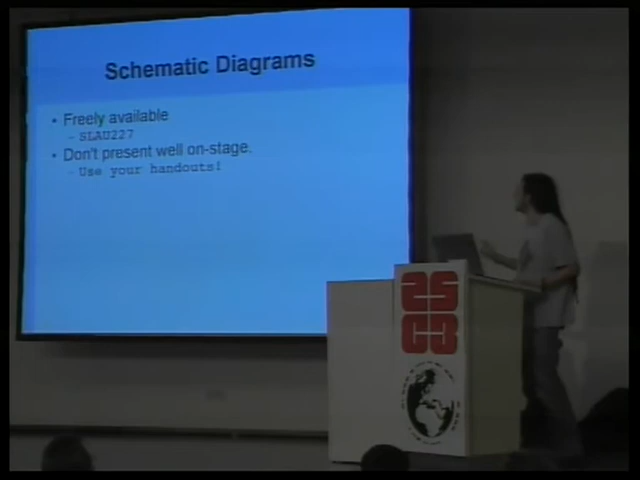 Schematic Diagrams
• Freely available
- SLAU227
• Don't present well on-stage.
- Use your handouts!
25
C3